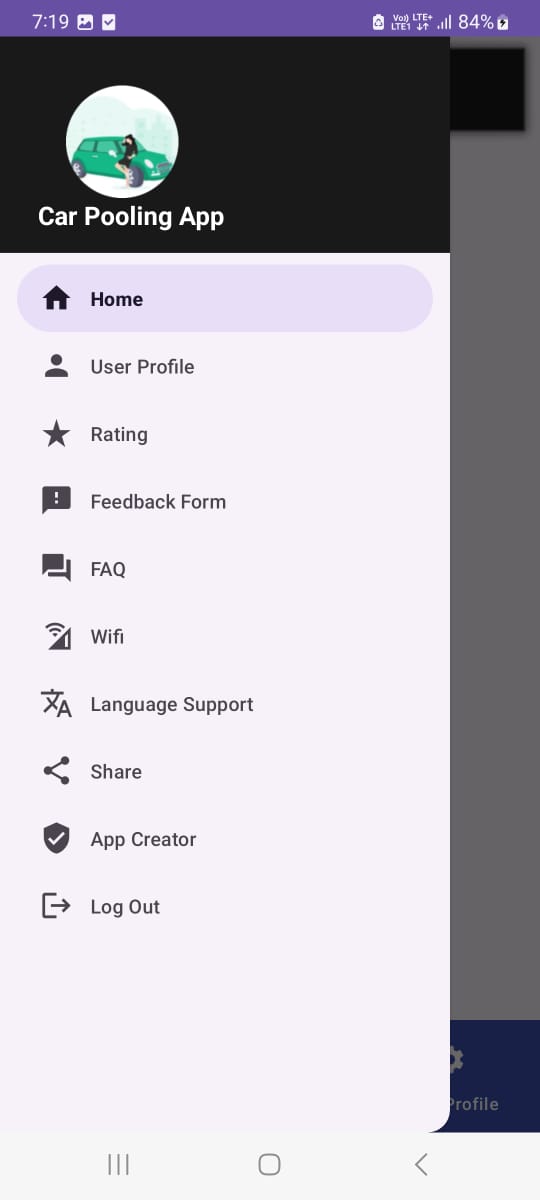 7:19 Vo)) LTE+ LTE1 84%
Car Pooling App
Home
User Profile
Rating
Feedback Form
FAQ
Wifi
Language Support
Share
App Creator
Log Out
Profile